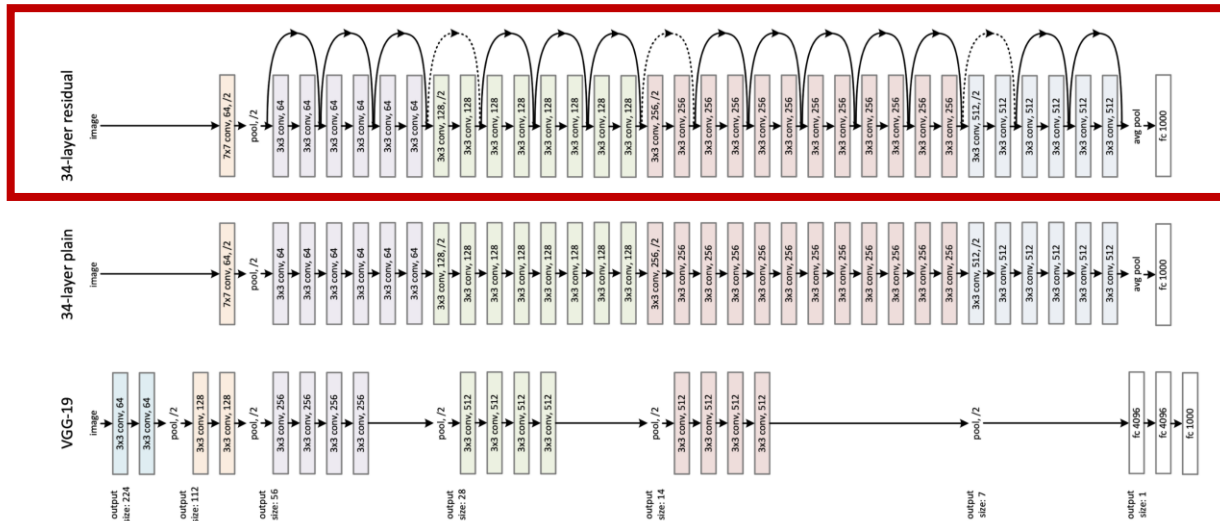 34-layer residual
image
7x7 conv, 64, /2
pool, /2
3x3 conv, 64
3x3 conv, 64
3x3 conv, 64
3x3 conv, 64
3x3 conv, 64
3x3 conv, 64
3x3 conv, 128, /2
3x3 conv, 128
3x3 conv, 128
3x3 conv, 128
3x3 conv, 128
3x3 conv, 128
3x3 conv, 128
3x3 conv, 128
3x3 conv, 256, /2
3x3 conv, 256
3x3 conv, 256
3x3 conv, 256
3x3 conv, 256
3x3 conv, 256
3x3 conv, 256
3x3 conv, 256
3x3 conv, 256
3x3 conv, 256
3x3 conv, 256
3x3 conv, 256
3x3 conv, 512, /2
3x3 conv, 512
3x3 conv, 512
3x3 conv, 512
3x3 conv, 512
3x3 conv, 512
avg pool
fc 1000
34-layer plain
image
7x7 conv, 64, /2
pool, /2
3x3 conv, 64
3x3 conv, 64
3x3 conv, 64
3x3 conv, 64
3x3 conv, 64
3x3 conv, 64
3x3 conv, 128, /2
3x3 conv, 128
3x3 conv, 128
3x3 conv, 128
3x3 conv, 128
3x3 conv, 128
3x3 conv, 128
3x3 conv, 128
3x3 conv, 256, /2
3x3 conv, 256
3x3 conv, 256
3x3 conv, 256
3x3 conv, 256
3x3 conv, 256
3x3 conv, 256
3x3 conv, 256
3x3 conv, 256
3x3 conv, 256
3x3 conv, 256
3x3 conv, 256
3x3 conv, 512, /2
3x3 conv, 512
3x3 conv, 512
3x3 conv, 512
3x3 conv, 512
3x3 conv, 512
avg pool
fc 1000
VGG-19
image
3x3 conv, 64
3x3 conv, 64
pool, /2
3x3 conv, 128
3x3 conv, 128
pool, /2
3x3 conv, 256
3x3 conv, 256
3x3 conv, 256
3x3 conv, 256
pool, /2
3x3 conv, 512
3x3 conv, 512
3x3 conv, 512
3x3 conv, 512
pool, /2
3x3 conv, 512
3x3 conv, 512
3x3 conv, 512
3x3 conv, 512
pool, /2
fc 4096
fc 4096
fc 1000
output
size: 224
output
size: 112
output
size: 56
output
size: 28
output
size: 14
output
size: 7
output
size: 1